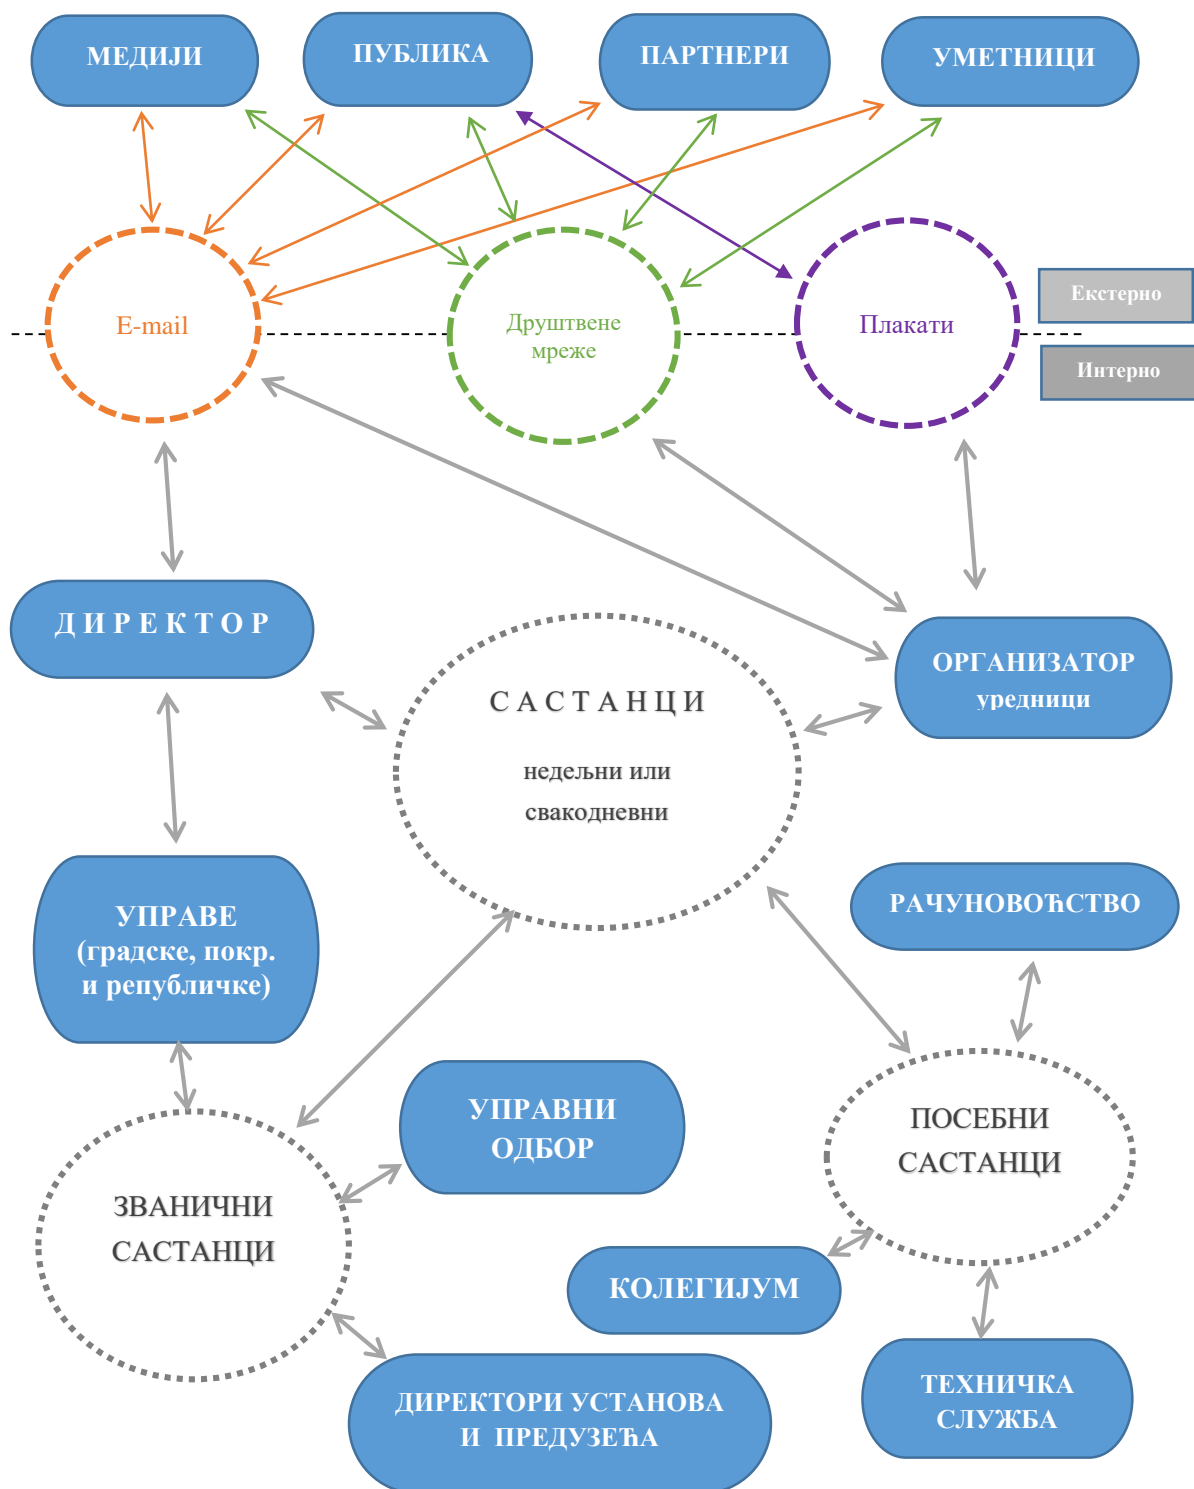 МЕДИЈИ
ПУБЛИКА
ПАРТНЕРИ
УМЕТНИЦИ
E-mail
Друштвене
мреже
Плакати
Екстерно
Интерно
Д И Р Е К Т О Р
ОРГАНИЗАТОР
уредници
С А С Т А Н Ц И
недељни или
свакодневни
УПРАВЕ
(градске, покр.
и републичке)
РАЧУНОВОЋСТВО
УПРАВНИ
ОДБОР
ПОСЕБНИ
САСТАНЦИ
ЗВАНИЧНИ
САСТАНЦИ
КОЛЕГИЈУМ
ДИРЕКТОРИ УСТАНОВА
И ПРЕДУЗЕЋА
ТЕХНИЧКА
СЛУЖБА